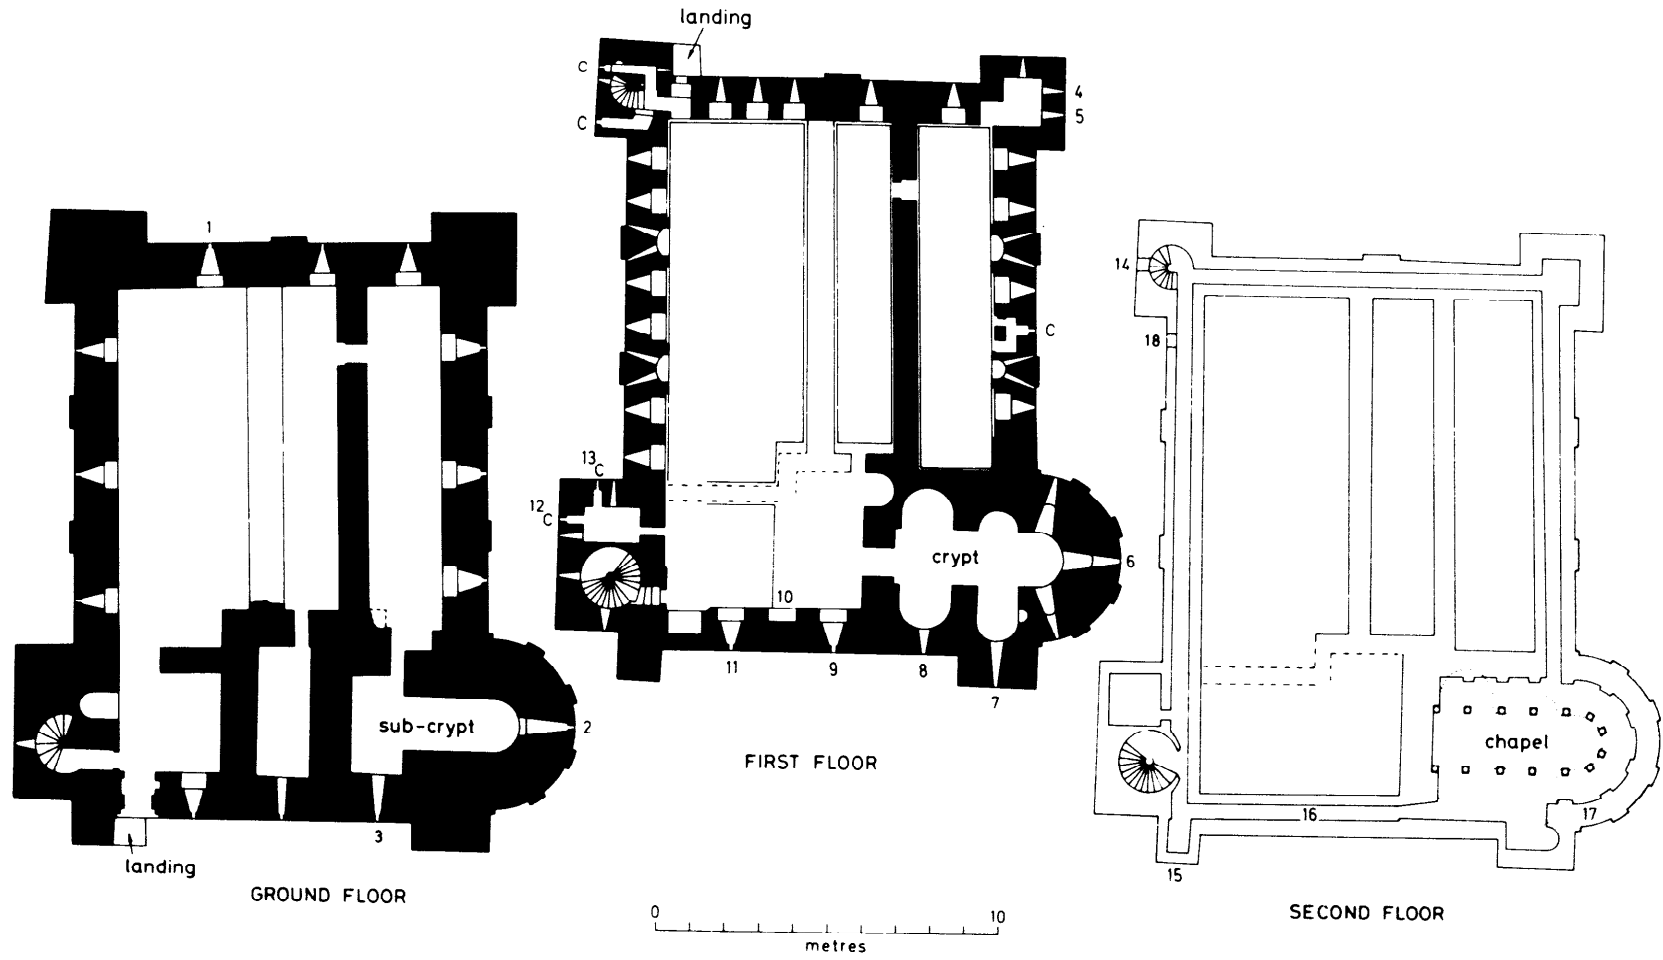 landing
C
C
4
5
C
13
C
12
C
crypt
6
10
11
9
8
7
FIRST FLOOR
1
sub-crypt
2
3
landing
GROUND FLOOR
14
18
chapel
16
17
15
SECOND FLOOR
0 10
metres